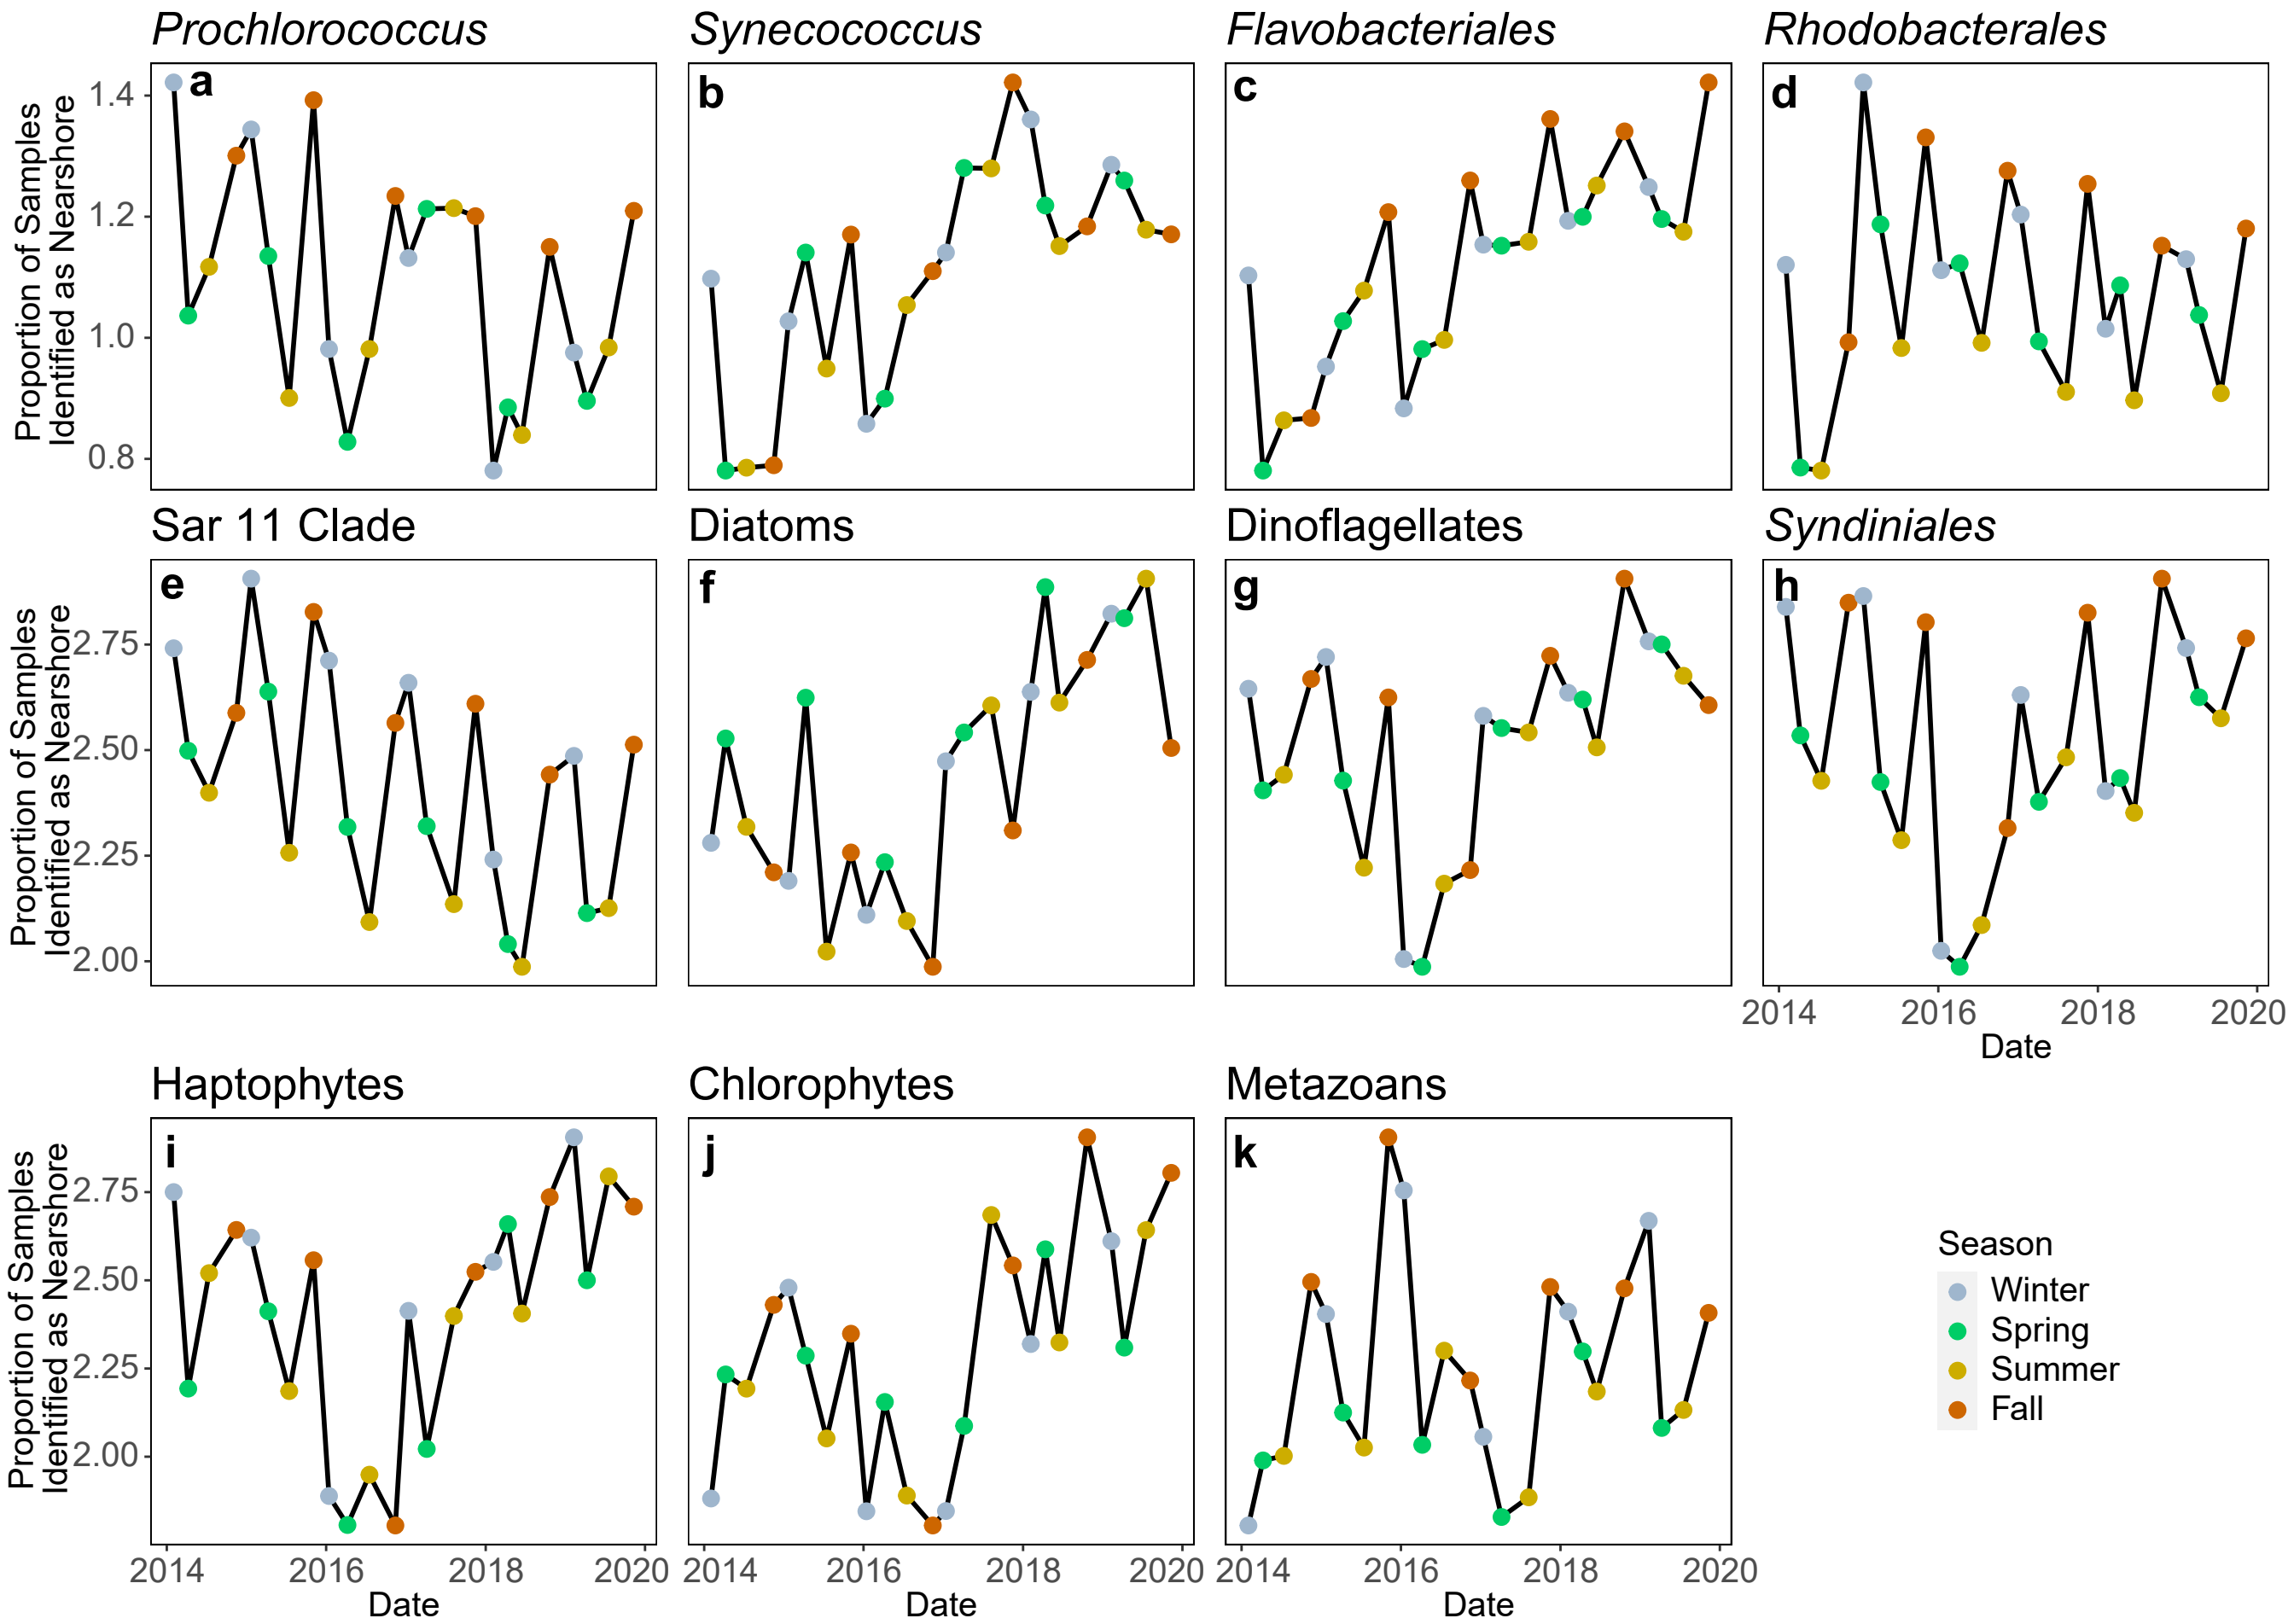 Prochlorococcus
Synecococcus
Flavobacteriales
Rhodobacterales
a
b
c
d
Proportion of Samples
Identified as Nearshore
1.4
1.2
1.0
0.8
Sar 11 Clade
Diatoms
Dinoflagellates
Syndiniales
e
f
g
h
Proportion of Samples
Identified as Nearshore
2.75
2.50
2.25
2.00
2014 2016 2018 2020
Date
Haptophytes
Chlorophytes
Metazoans
i
j
k
Proportion of Samples
Identified as Nearshore
2.75
2.50
2.25
2.00
2014 2016 2018 2020
2014 2016 2018 2020
2014 2016 2018 2020
Date
Date
Date
Season
Winter
Spring
Summer
Fall